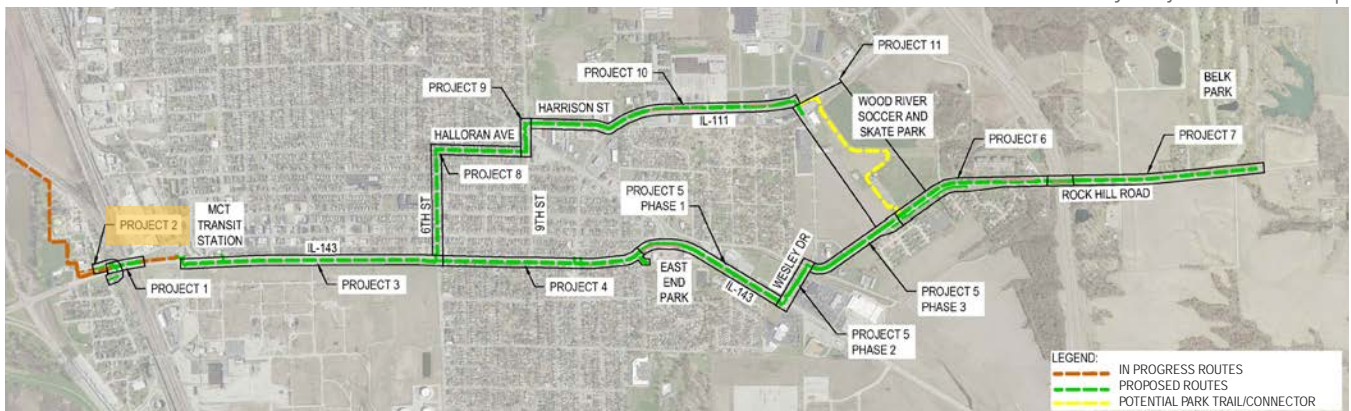 PROJECT 11
PROJECT 10
BELK
PARK
PROJECT 9
HARRISON ST
WOOD RIVER
SOCCER AND
SKATE PARK
IL-111
HALLORAN AVE
PROJECT 6
PROJECT 7
PROJECT 8
PROJECT 5
PHASE 1
ROCK HILL ROAD
6TH ST
9TH ST
MCT
TRANSIT
STATION
PROJECT 2
IL-143
WESLEY DR
EAST
END
PARK
IL-143
PROJECT 1
PROJECT 3
PROJECT 4
PROJECT 5
PHASE 3
PROJECT 5
PHASE 2
LEGEND:
IN PROGRESS ROUTES
PROPOSED ROUTES
POTENTIAL PARK TRAIL/CONNECTOR